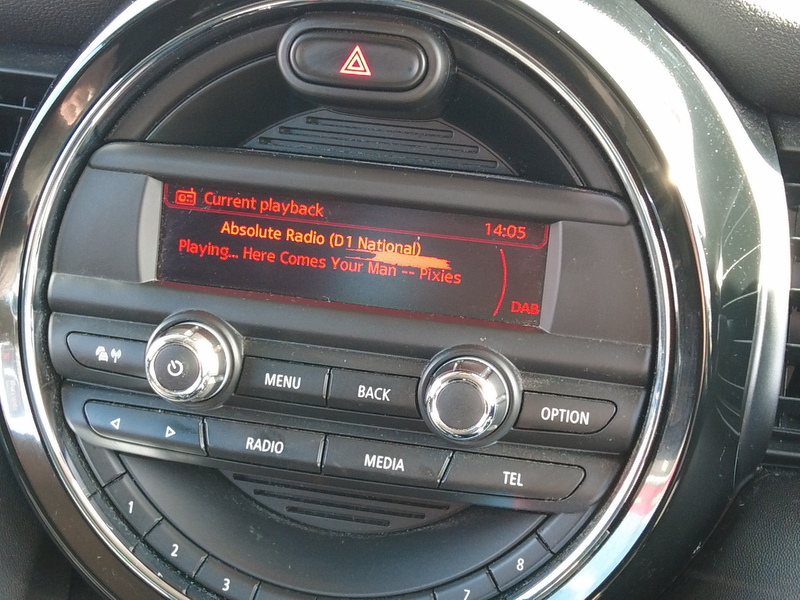 Current playback
14:05
Absolute Radio (D1 National)
Playing... Here Comes Your Man -- Pixies
DAB
MENU
BACK
OPTION
RADIO
MEDIA
TEL
1
2
3
7
8